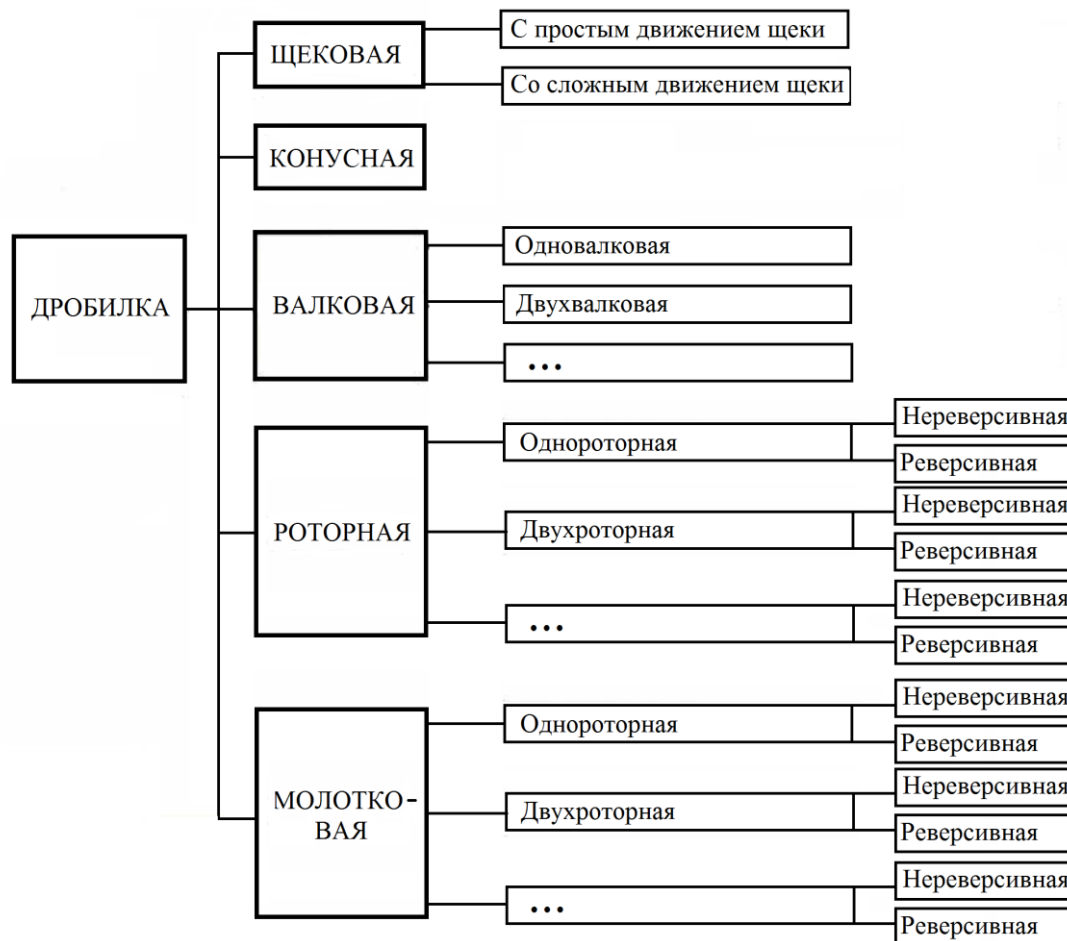 С простым движением щеки
ЩЕКОВАЯ
Со сложным движением щеки
КОНУСНАЯ
ДРОБИЛКА
ВАЛКОВАЯ
Одновалковая
Двухвалковая
...
РОТОРНАЯ
Однороторная
Нереверсивная
Реверсивная
Двухроторная
Нереверсивная
Реверсивная
...
Нереверсивная
Реверсивная
МОЛОТКО-
ВАЯ
Однороторная
Нереверсивная
Реверсивная
Двухроторная
Нереверсивная
Реверсивная
...
Нереверсивная
Реверсивная